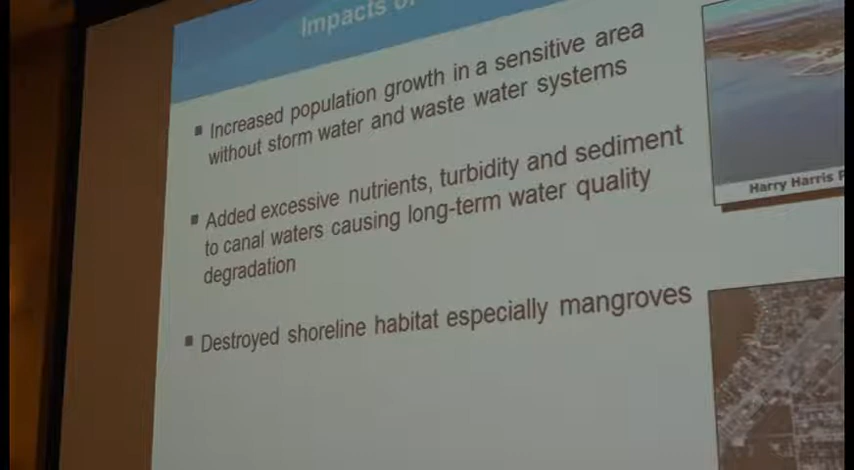 Impacts of
▪ Increased population growth in a sensitive area
without storm water and waste water systems
▪ Added excessive nutrients, turbidity and sediment
to canal waters causing long-term water quality
degradation
▪ Destroyed shoreline habitat especially mangroves
Harry Harris